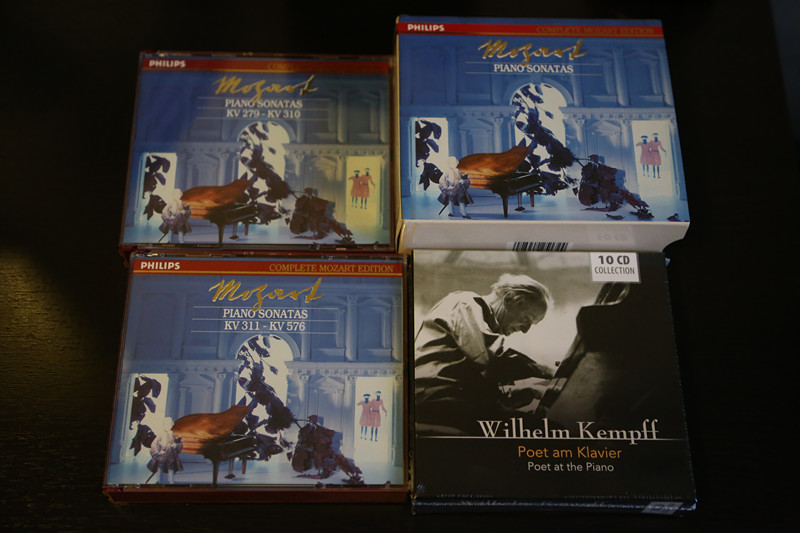 PHILIPS
Mozart
PIANO SONATAS
KV 279 - KV 310
PHILIPS
COMPLETE MOZART EDITION
Mozart
PIANO SONATAS
PHILIPS
COMPLETE MOZART EDITION
Mozart
PIANO SONATAS
KV 311 - KV 576
10 CD
COLLECTION
Wilhelm Kempff
Poet am Klavier
Poet at the Piano